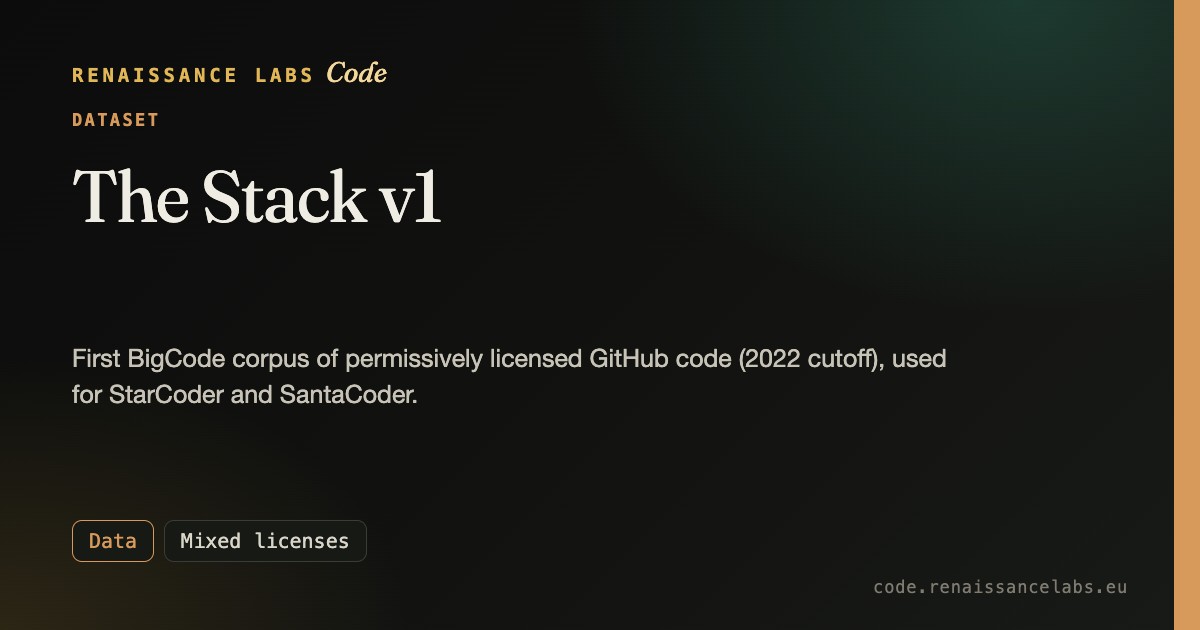 RENAISSANCE LABS Code
DATASET
The Stack v1
First BigCode corpus of permissively licensed GitHub code (2022 cutoff), used
for StarCoder and SantaCoder.
Data Mixed licenses
code.renaissancelabs.eu